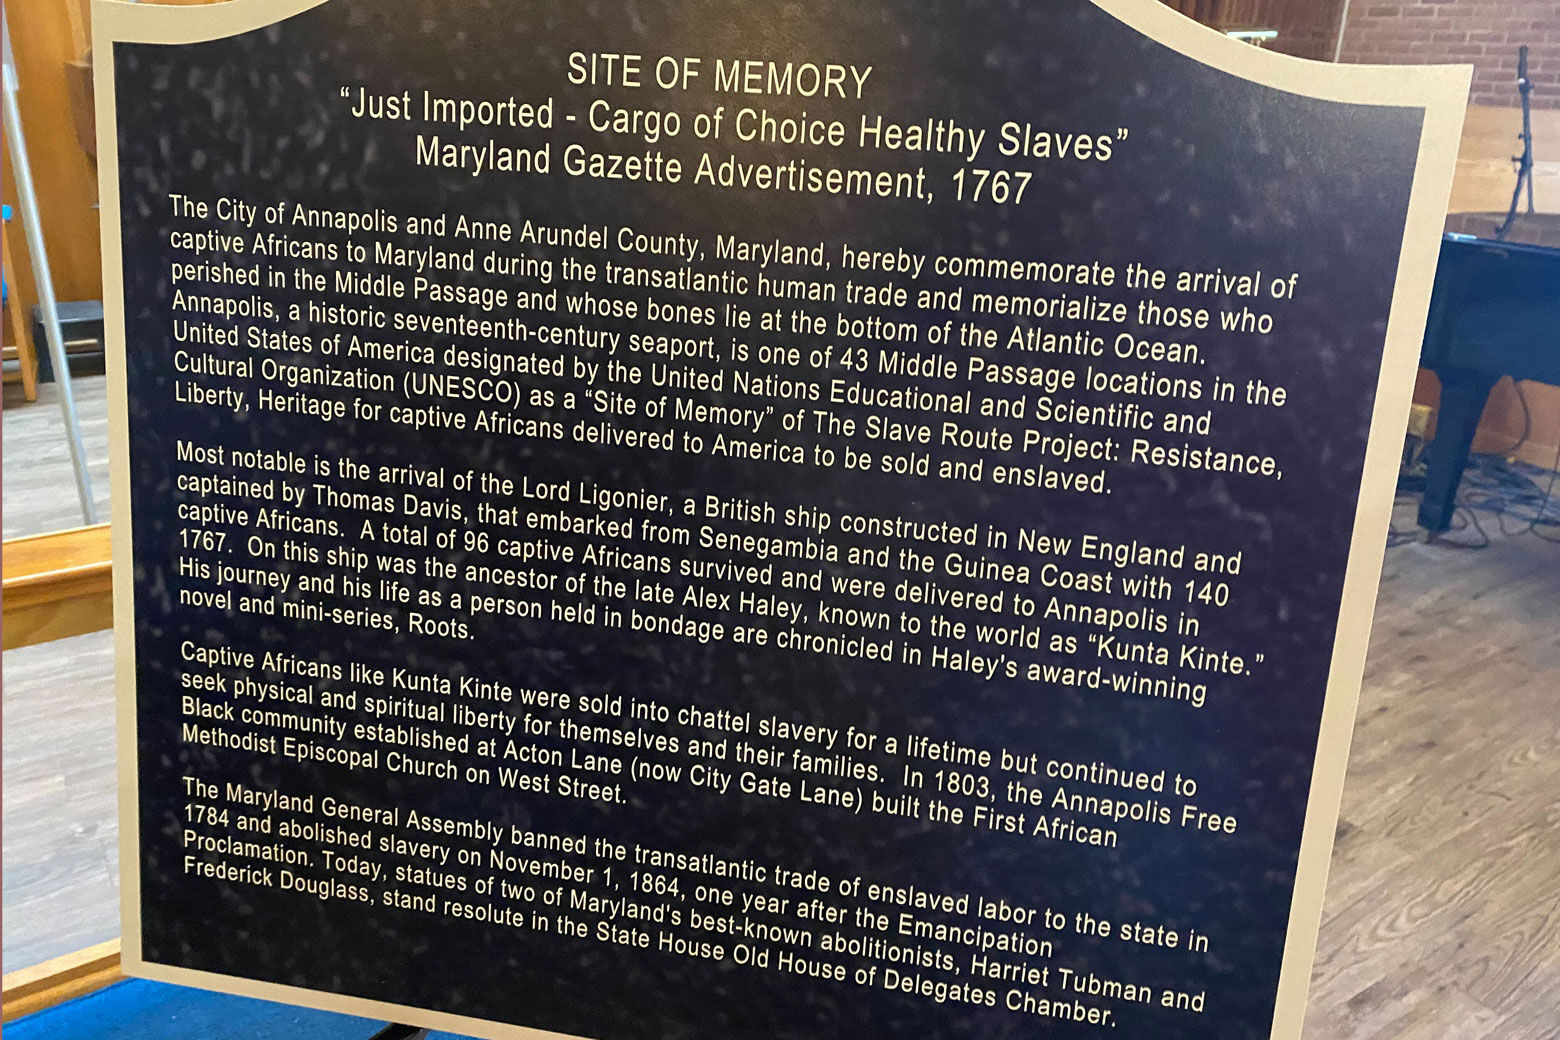 SITE OF MEMORY
“Just Imported - Cargo of Choice Healthy Slaves”
Maryland Gazette Advertisement, 1767
The City of Annapolis and Anne Arundel County, Maryland, hereby commemorate the arrival of
captive Africans to Maryland during the transatlantic human trade and memorialize those who
perished in the Middle Passage and whose bones lie at the bottom of the Atlantic Ocean.
Annapolis, a historic seventeenth-century seaport, is one of 43 Middle Passage locations in the
United States of America designated by the United Nations Educational and Scientific and
Cultural Organization (UNESCO) as a “Site of Memory” of The Slave Route Project: Resistance,
Liberty, Heritage for captive Africans delivered to America to be sold and enslaved.
Most notable is the arrival of the Lord Ligonier, a British ship constructed in New England and
captained by Thomas Davis, that embarked from Senegambia and the Guinea Coast with 140
captive Africans. A total of 96 captive Africans survived and were delivered to Annapolis in
1767. On this ship was the ancestor of the late Alex Haley, known to the world as “Kunta Kinte.”
His journey and his life as a person held in bondage are chronicled in Haley's award-winning
novel and mini-series, Roots.
Captive Africans like Kunta Kinte were sold into chattel slavery for a lifetime but continued to
seek physical and spiritual liberty for themselves and their families. In 1803, the Annapolis Free
Black community established at Acton Lane (now City Gate Lane) built the First African
Methodist Episcopal Church on West Street.
The Maryland General Assembly banned the transatlantic trade of enslaved labor to the state in
1784 and abolished slavery on November 1, 1864, one year after the Emancipation
Proclamation. Today, statues of two of Maryland's best-known abolitionists, Harriet Tubman and
Frederick Douglass, stand resolute in the State House Old House of Delegates Chamber.